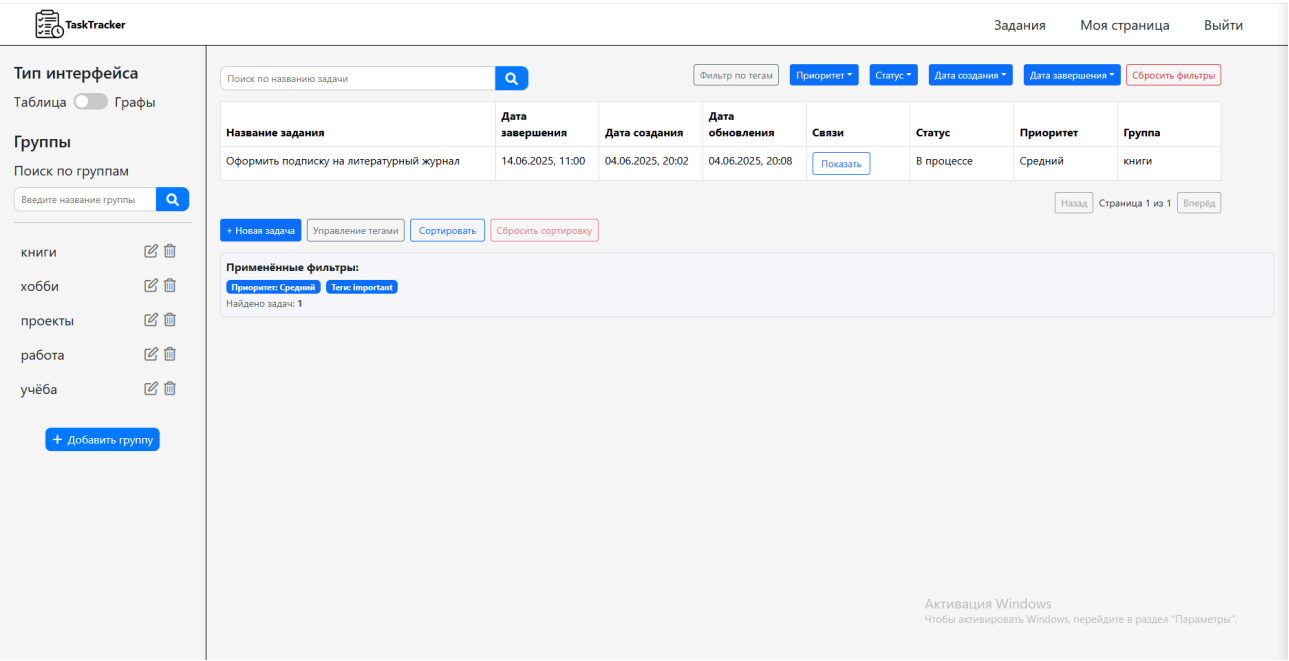 TaskTracker
Задания Моя страница Выйти
Тип интерфейса
Таблица Графы
Группы
Поиск по группам
Введите название группы
книги
хобби
проекты
работа
учёба
+ Добавить группу
Поиск по названию задачи
Фильтр по тегам Приоритет Статус Дата создания Дата завершения Сбросить фильтры
Название задания Дата завершения Дата создания Дата обновления Связи Статус Приоритет Группа
Оформить подписку на литературный журнал 14.06.2025, 11:00 04.06.2025, 20:02 04.06.2025, 20:08 Показать В процессе Средний книги
Назад Страница 1 из 1 Вперёд
+ Новая задача Управление тегами Сортировать Сбросить сортировку
Применённые фильтры:
Приоритет: Средний Теги: important
Найдено задач: 1
Активация Windows
Чтобы активировать Windows, перейдите в раздел "Параметры".